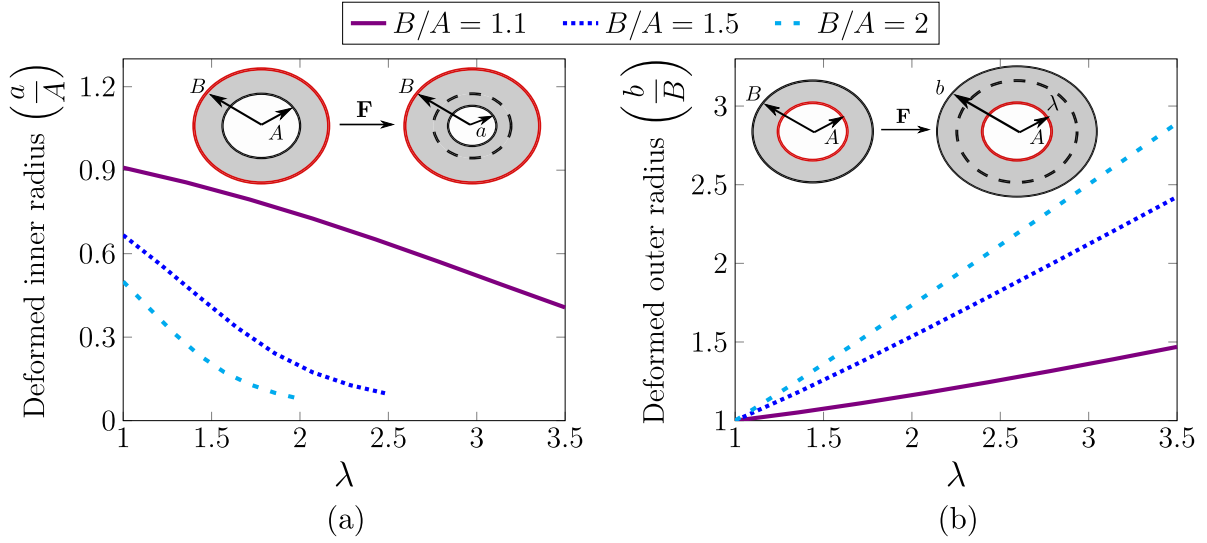 B/A = 1.1 B/A = 1.5 B/A = 2
Deformed inner radius (a/A)
1.2
0.9
0.6
0.3
0
1 1.5 2 2.5 3 3.5
λ
B A F B a
(a)
Deformed outer radius (b/B)
3
2.5
2
1.5
1
1 1.5 2 2.5 3 3.5
λ
B A F b λ A
(b)